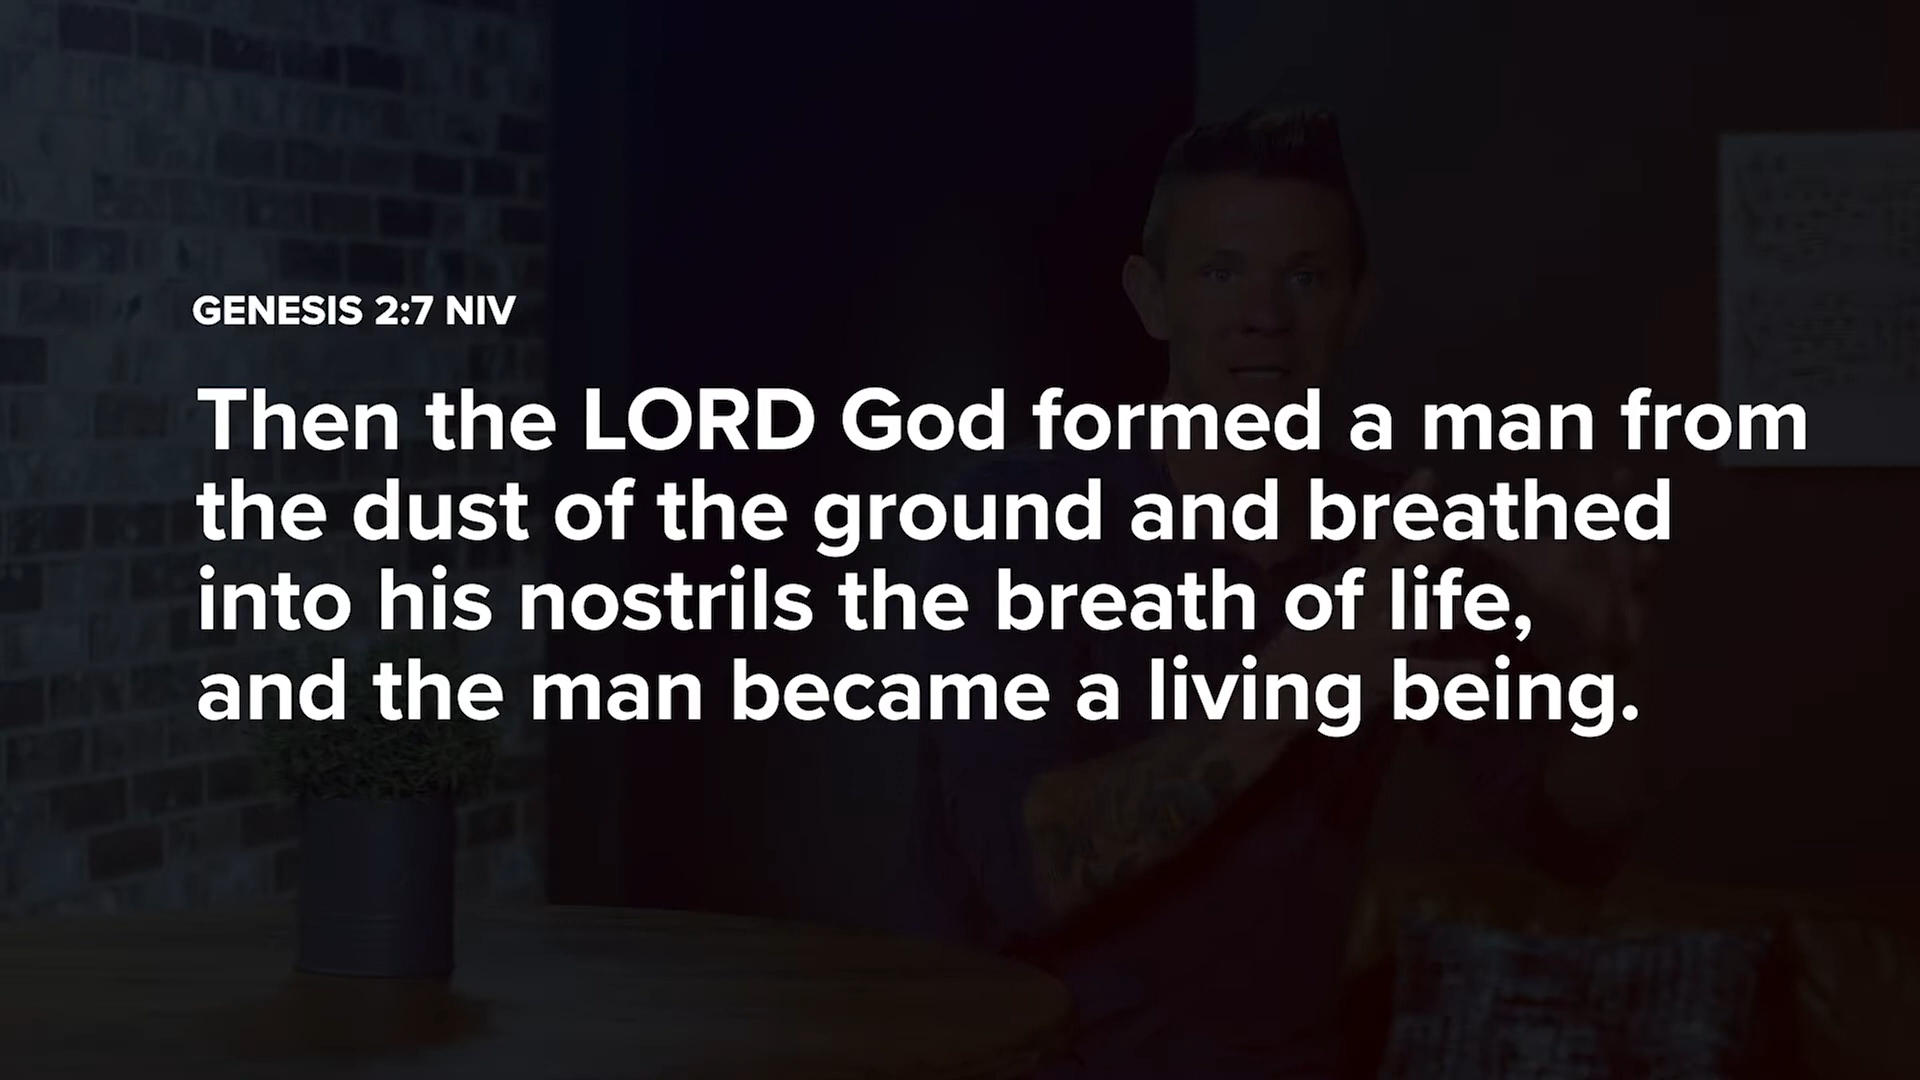 GENESIS 2:7 NIV
Then the LORD God formed a man from
the dust of the ground and breathed
into his nostrils the breath of life,
and the man became a living being.